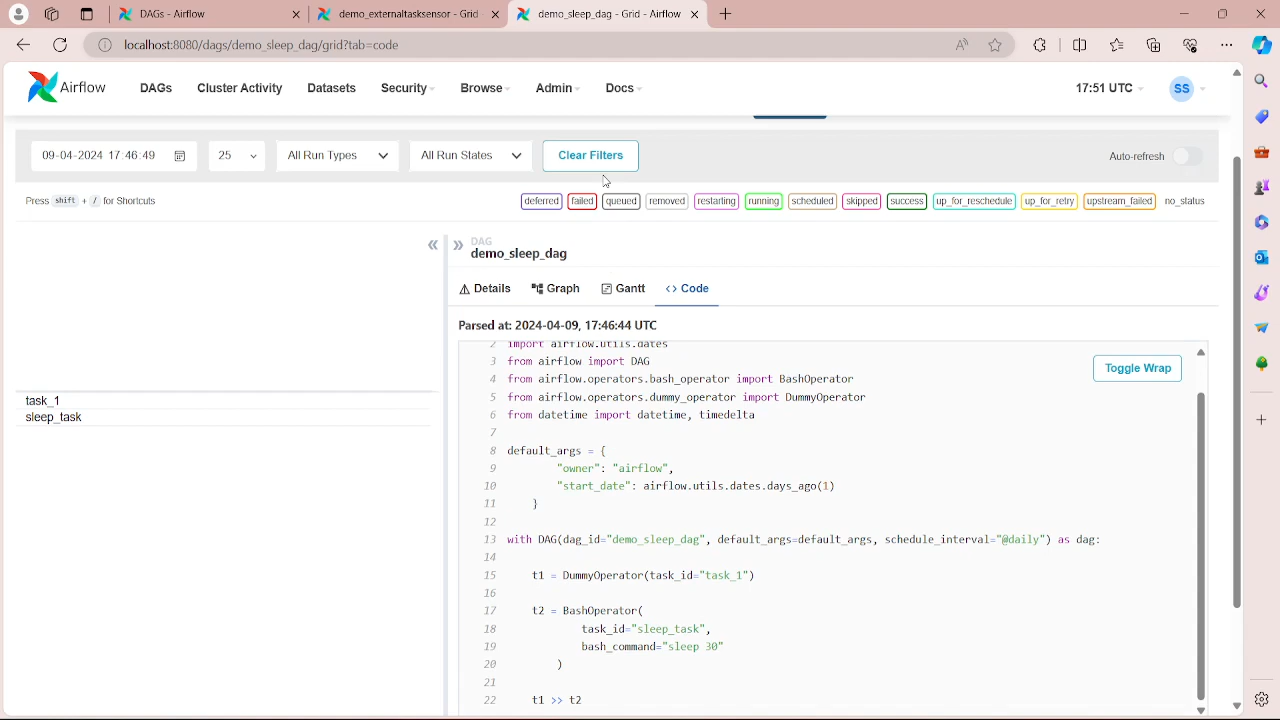 DAGs - Airflow
demo_externaltasksensor - Grid
demo_sleep_dag - Grid - Airflow
localhost:8080/dags/demo_sleep_dag/grid?tab=code
Airflow
DAGs
Cluster Activity
Datasets
Security
Browse
Admin
Docs
17:51 UTC
SS
09-04-2024 17:46:49
25
All Run Types
All Run States
Clear Filters
Auto-refresh
Press shift + / for Shortcuts
deferred
failed
queued
removed
restarting
running
scheduled
skipped
success
up_for_reschedule
up_for_retry
upstream_failed
no_status
DAG
demo_sleep_dag
Details
Graph
Gantt
<> Code
Parsed at: 2024-04-09, 17:46:44 UTC
Toggle Wrap
task_1
sleep_task
2 import airflow.utils.dates
3 from airflow import DAG
4 from airflow.operators.bash_operator import BashOperator
5 from airflow.operators.dummy_operator import DummyOperator
6 from datetime import datetime, timedelta
7
8 default_args = {
9 "owner": "airflow",
10 "start_date": airflow.utils.dates.days_ago(1)
11 }
12
13 with DAG(dag_id="demo_sleep_dag", default_args=default_args, schedule_interval="@daily") as dag:
14
15 t1 = DummyOperator(task_id="task_1")
16
17 t2 = BashOperator(
18 task_id="sleep_task",
19 bash_command="sleep 30"
20 )
21
22 t1 >> t2